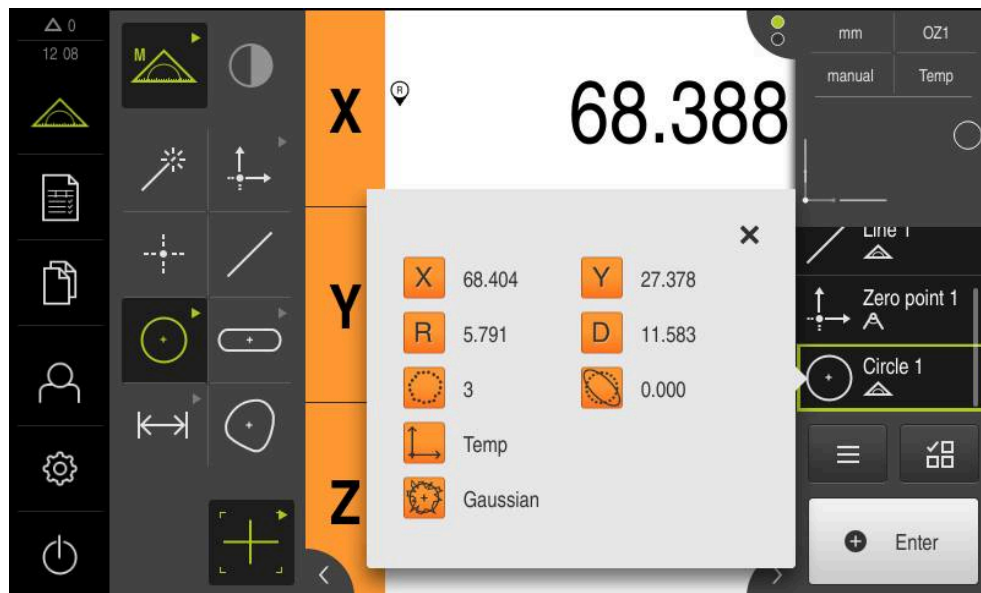 0
12 08
M
X
R
68.388
Y
Z
X 68.404 Y 27.378
R 5.791 D 11.583
3 0.000
Temp
Gaussian
mm OZ1
manual Temp
Line 1
Zero point 1
Circle 1
Enter